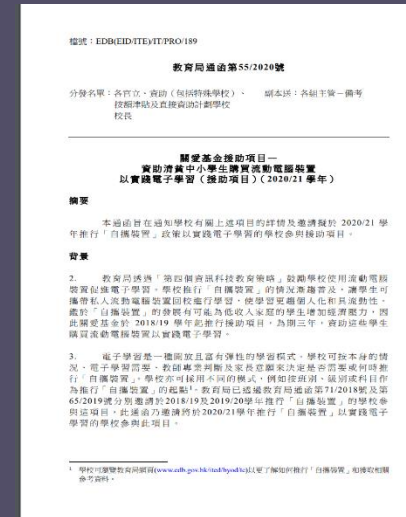 檔號：EDB(EID/ITE)/IT/PRO/189
教育局通函第55/2020號
分發名單：各官立、資助（包括特殊學校）、 副本送：各組主管－備考
按額津貼及直接資助計劃學校
校長
關愛基金援助項目—
資助清貧中小學生購買流動電腦裝置
以實踐電子學習（援助項目）（2020/21 學年）
摘要
本通函旨在通知學校有關上述項目的詳情及邀請擬於 2020/21 學
年推行「自攜裝置」政策以實踐電子學習的學校參與援助項目。
背景
2. 教育局透過「第四個資訊科技教育策略」鼓勵學校使用流動電腦
裝置促進電子學習。學校推行「自攜裝置」的情況漸趨普及，讓學生可
攜帶私人流動電腦裝置回校進行學習，使學習更趨個人化和具流動性。
鑑於「自攜裝置」的發展有可能為低收入家庭的學生增加經濟壓力，因
此關愛基金於 2018/19 學年起推行援助項目，為期三年，資助這些學生
購買流動電腦裝置以實踐電子學習。
3. 電子學習是一種開放且富有彈性的學習模式。學校可按本身的情
況、電子學習需要、教師專業判斷及家長意願來決定是否需要或何時推
行「自攜裝置」。學校亦可採用不同的模式，例如按班別、級別或科目作
為推行「自攜裝置」的起點¹。教育局已透過教育局通函第71/2018號及第
65/2019號分別邀請於2018/19及2019/20學年推行「自攜裝置」的學校參
與這項目。此通函乃邀請將於2020/21學年推行「自攜裝置」以實踐電子
學習的學校參與此項目。
¹ 學校可瀏覽教育局網頁(www.edb.gov.hk/ited/byod/tc)以更了解如何推行「自攜裝置」和獲取相關
參考資料。